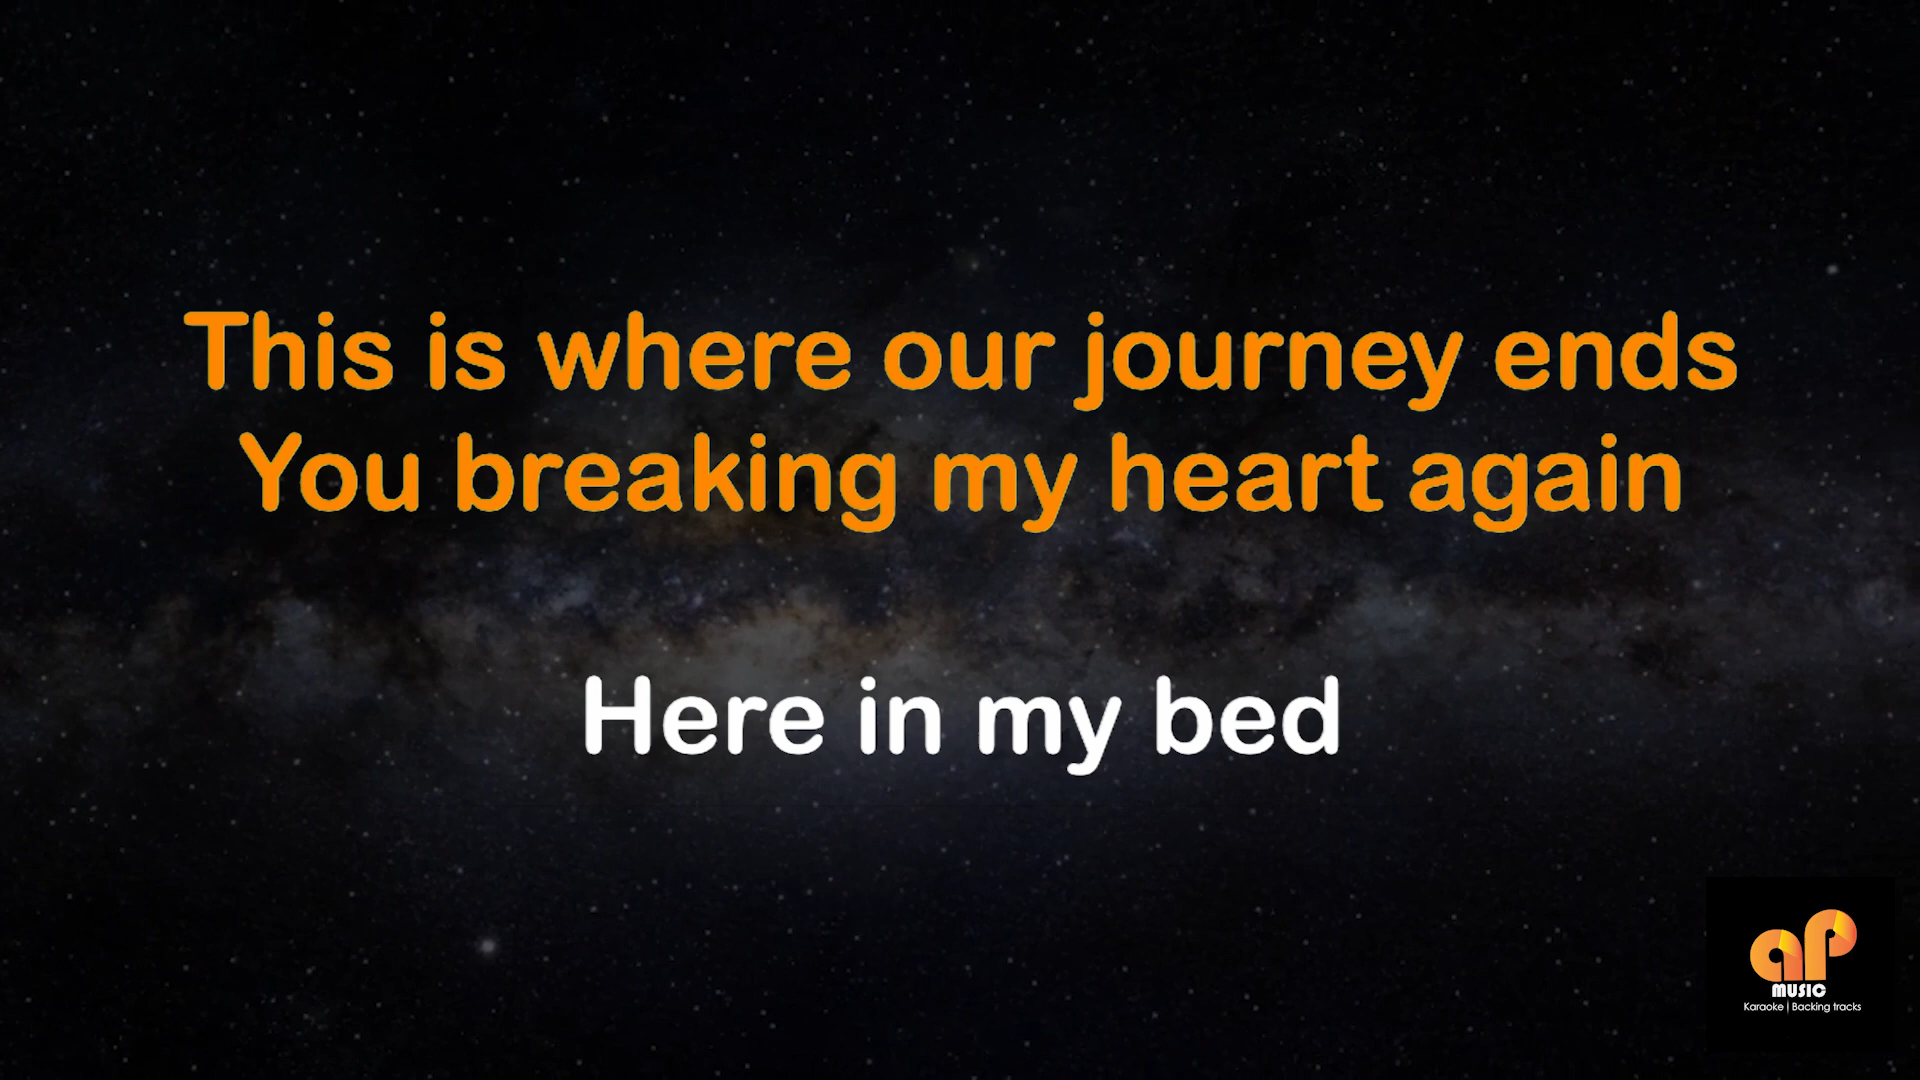 This is where our journey ends
You breaking my heart again
Here in my bed
ap
MUSIC
Karaoke | Backing tracks